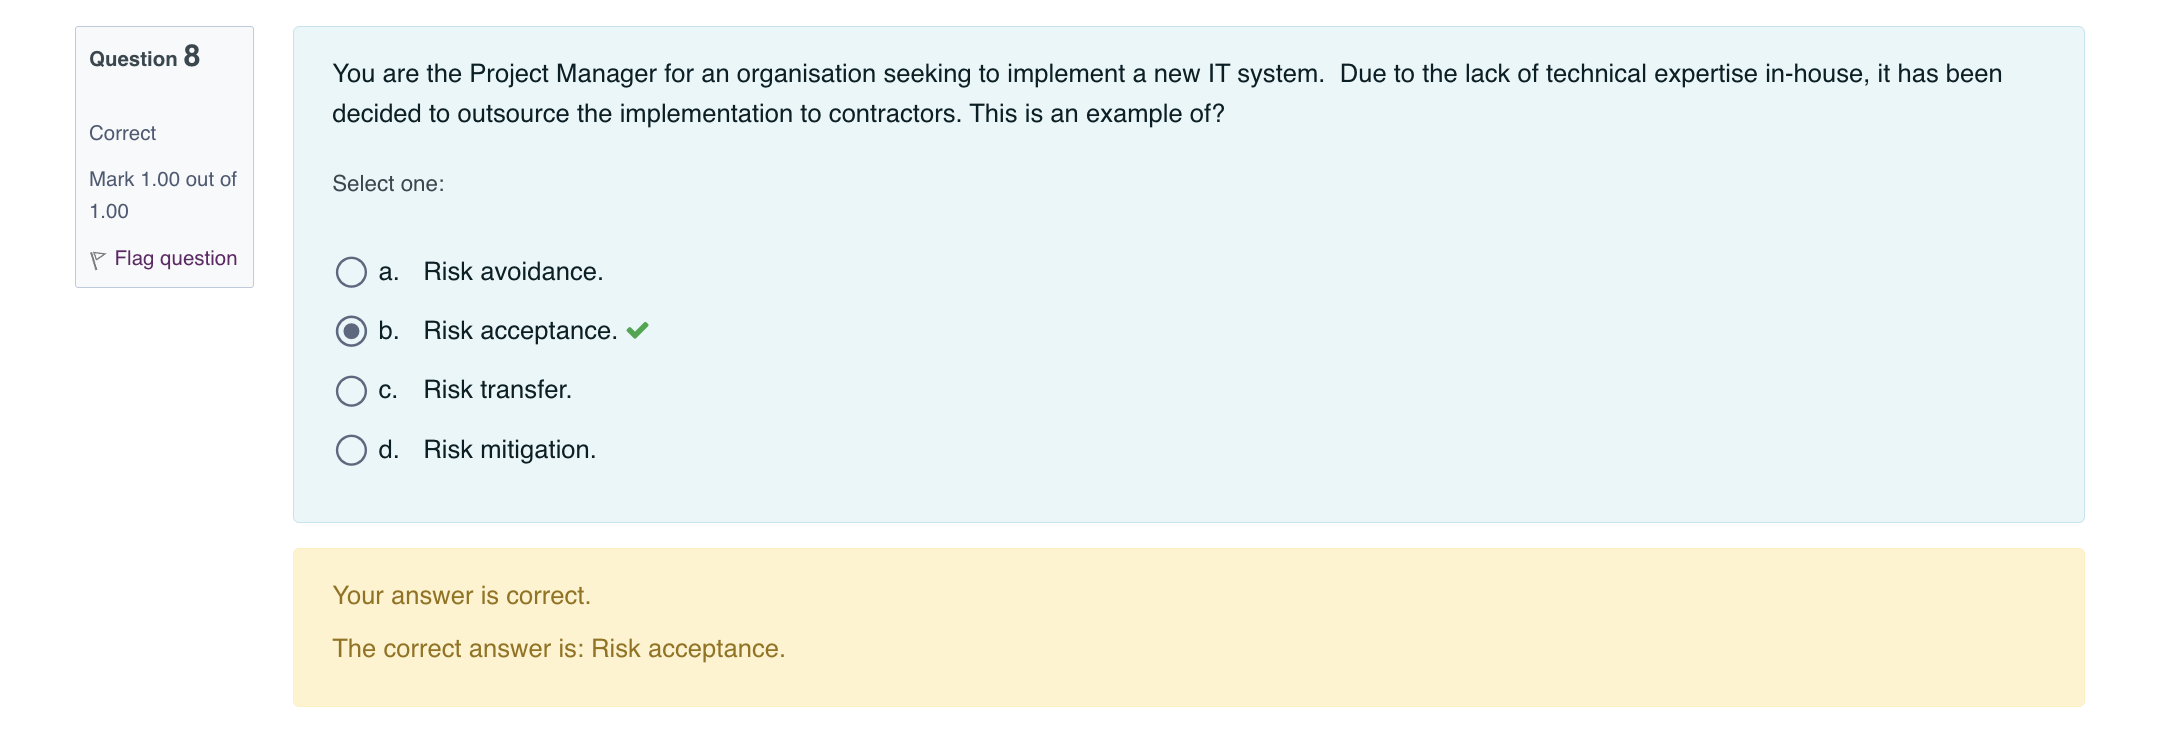 Question 8
Correct
Mark 1.00 out of
1.00
Flag question
You are the Project Manager for an organisation seeking to implement a new IT system.  Due to the lack of technical expertise in-house, it has been
decided to outsource the implementation to contractors. This is an example of?
Select one:
a. Risk avoidance.
b. Risk acceptance.
c. Risk transfer.
d. Risk mitigation.
Your answer is correct.
The correct answer is: Risk acceptance.